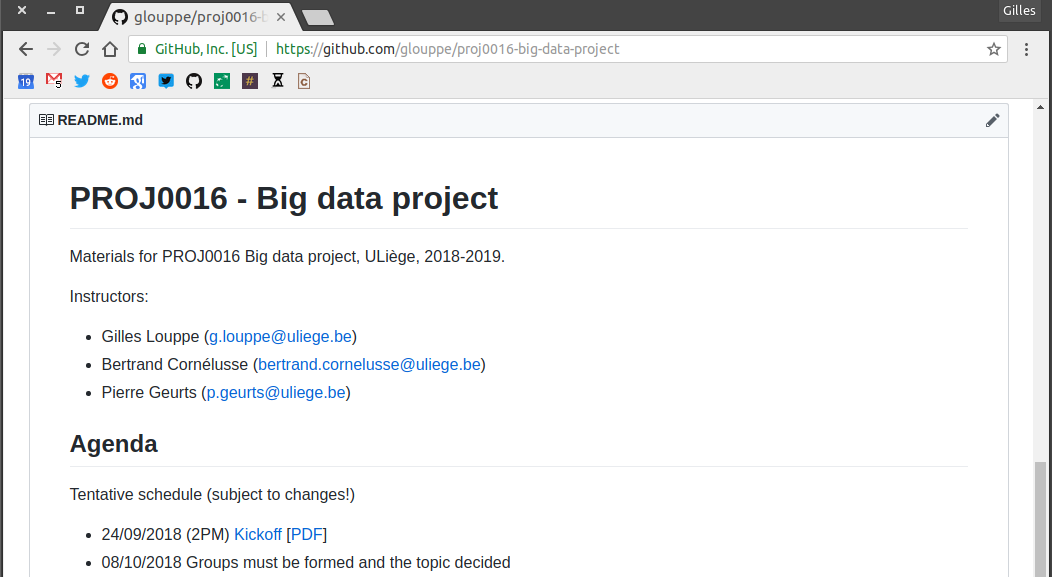 glouppe/proj0016-b
Gilles
GitHub, Inc. [US] https://github.com/glouppe/proj0016-big-data-project
19 5 g # C
README.md
PROJ0016 - Big data project
Materials for PROJ0016 Big data project, ULiège, 2018-2019.
Instructors:
• Gilles Louppe (g.louppe@uliege.be)
• Bertrand Cornélusse (bertrand.cornelusse@uliege.be)
• Pierre Geurts (p.geurts@uliege.be)
Agenda
Tentative schedule (subject to changes!)
• 24/09/2018 (2PM) Kickoff [PDF]
• 08/10/2018 Groups must be formed and the topic decided